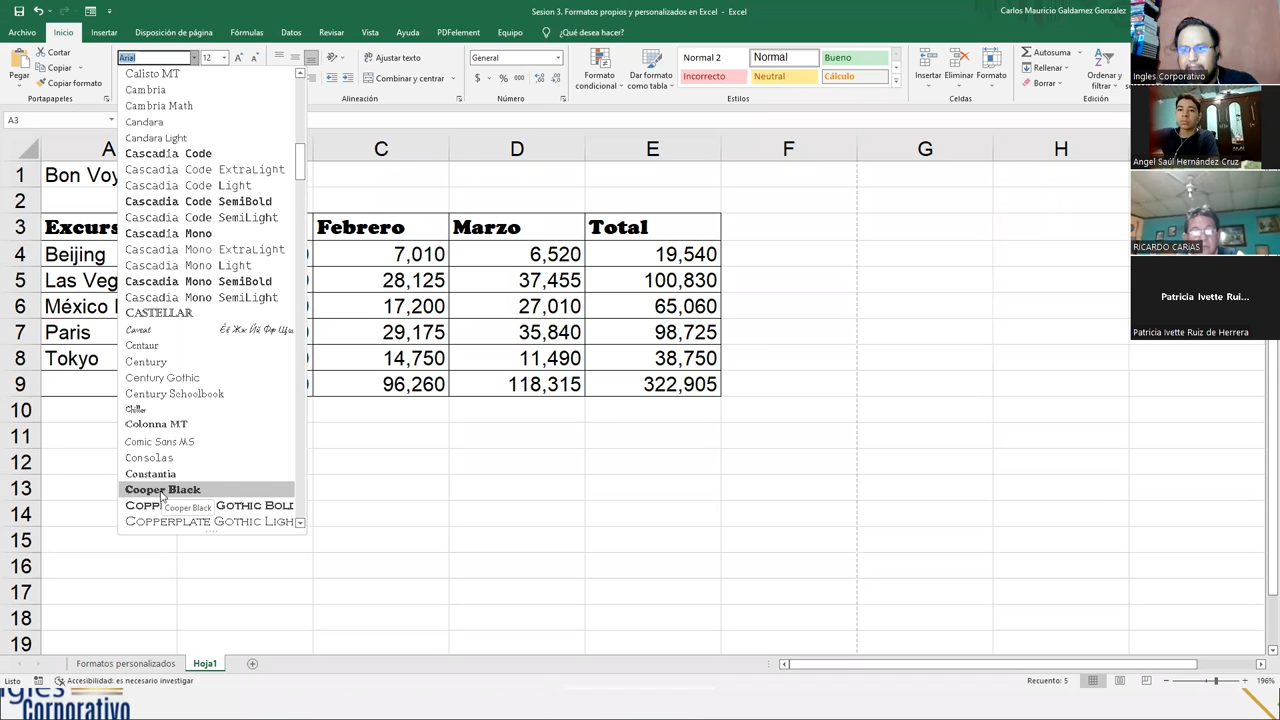 Sesion 3. Formatos propios y personalizados en Excel - Excel
Carlos Mauricio Galdamez Gonzalez
Archivo Inicio Insertar Disposición de página Fórmulas Datos Revisar Vista Ayuda PDFelement Equipo ¿Qué desea hacer?
Cortar
Copiar
Copiar formato
Pegar
Portapapeles
Arial 12
Ajustar texto
Combinar y centrar
Alineación
General
$ % 000
Número
Formato condicional
Dar formato como tabla
Normal 2 Normal Bueno
Incorrecto Neutral Cálculo
Estilos
Insertar Eliminar Formato
Celdas
Autosuma
Rellenar
Borrar
Ordenar y
Edición
A3
Calisto MT
Cambria
Cambria Math
Candara
Candara Light
Cascadia Code
Cascadia Code ExtraLight
Cascadia Code Light
Cascadia Code SemiBold
Cascadia Code SemiLight
Cascadia Mono
Cascadia Mono ExtraLight
Cascadia Mono Light
Cascadia Mono SemiBold
Cascadia Mono SemiLight
CASTELLAR
Caveat
Centaur
Century
Century Gothic
Century Schoolbook
Chiller
Colonna MT
Comic Sans MS
Consolas
Constantia
Cooper Black
Cooper Black
COPPERPLATE GOTHIC LIGH
A C D E F G H
1 Bon Voy
2
3 Excurs Febrero Marzo Total
4 Beijing 7,010 6,520 19,540
5 Las Veg 28,125 37,455 100,830
6 México 17,200 27,010 65,060
7 Paris 29,175 35,840 98,725
8 Tokyo 14,750 11,490 38,750
9 96,260 118,315 322,905
10
11
12
13
14
15
16
17
18
19
Formatos personalizados Hoja1
Listo Accesibilidad: es necesario investigar Recuento: 5 196%
Ingles Corporativo
Angel Saúl Hernández Cruz
RICARDO CARíAS
Patricia Ivette Rui...
Patricia Ivette Ruiz de Herrera
Ingles
Corporativo